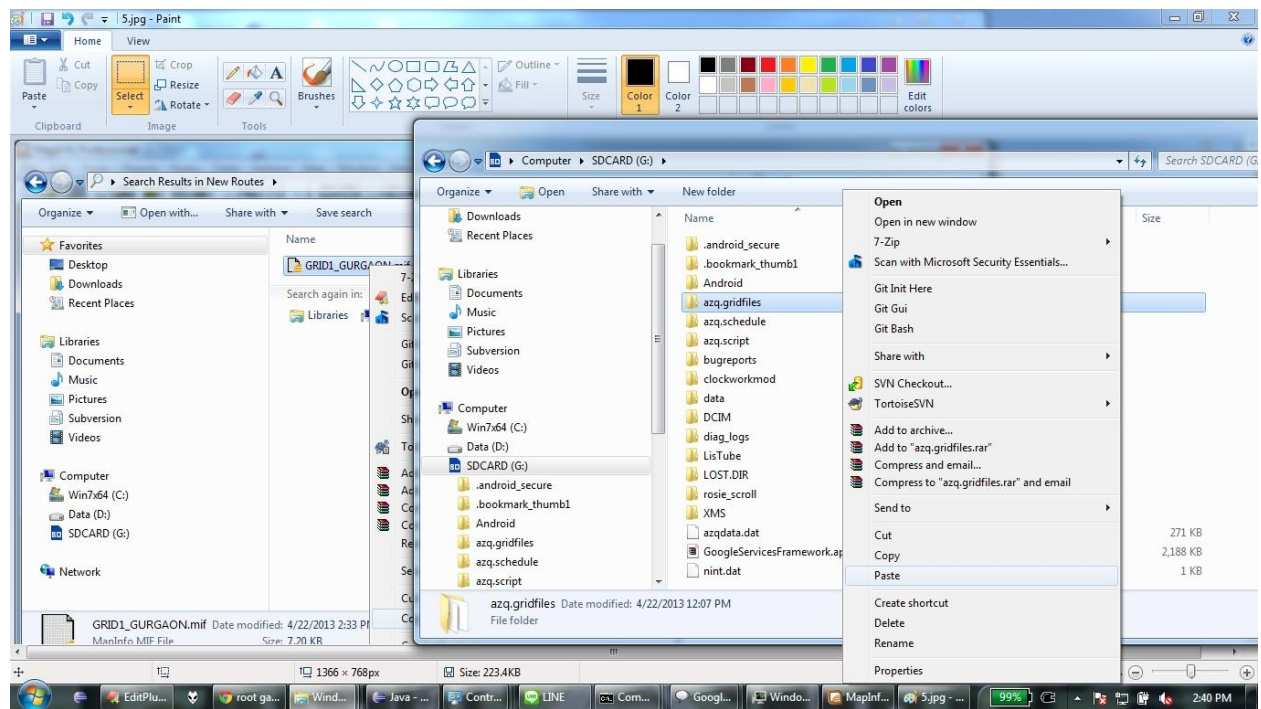 5.jpg - Paint
Home View
Cut
Copy
Paste
Crop
Resize
Rotate
Select
Brushes
Outline
Fill
Size
Color 1
Color 2
Edit colors
Clipboard Image Tools
Search Results in New Routes
Organize Open with... Share with Save search
Favorites
Desktop
Downloads
Recent Places
Libraries
Documents
Music
Pictures
Subversion
Videos
Computer
Win7x64 (C:)
Data (D:)
SDCARD (G:)
Network
Name
GRID1_GURGAON.mif
Search again in:
Libraries
GRID1_GURGAON.mif Date modified: 4/22/2013 2:33 PM
MapInfo MIF File Size: 7.20 KB
Computer SDCARD (G:)
Search SDCARD (G:
Organize Open Share with New folder
Downloads
Recent Places
Libraries
Documents
Music
Pictures
Subversion
Videos
Computer
Win7x64 (C:)
Data (D:)
SDCARD (G:)
.android_secure
.bookmark_thumb1
Android
azq.gridfiles
azq.schedule
azq.script
Name
Size
.android_secure
.bookmark_thumb1
Android
azq.gridfiles
azq.schedule
azq.script
bugreports
clockworkmod
data
DCIM
diag_logs
LisTube
LOST.DIR
rosie_scroll
XMS
azqdata.dat 271 KB
GoogleServicesFramework.ap 2,188 KB
nint.dat 1 KB
azq.gridfiles Date modified: 4/22/2013 12:07 PM
File folder
Open
Open in new window
7-Zip
Scan with Microsoft Security Essentials...
Git Init Here
Git Gui
Git Bash
Share with
SVN Checkout...
TortoiseSVN
Add to archive...
Add to "azq.gridfiles.rar"
Compress and email...
Compress to "azq.gridfiles.rar" and email
Send to
Cut
Copy
Paste
Create shortcut
Delete
Rename
Properties
1366 × 768px
Size: 223.4KB
EditPlu... root ga... Wind... Java - ... Contr... LINE Com... Googl... Windo... MapInf... 5.jpg - ... 99% 2:40 PM